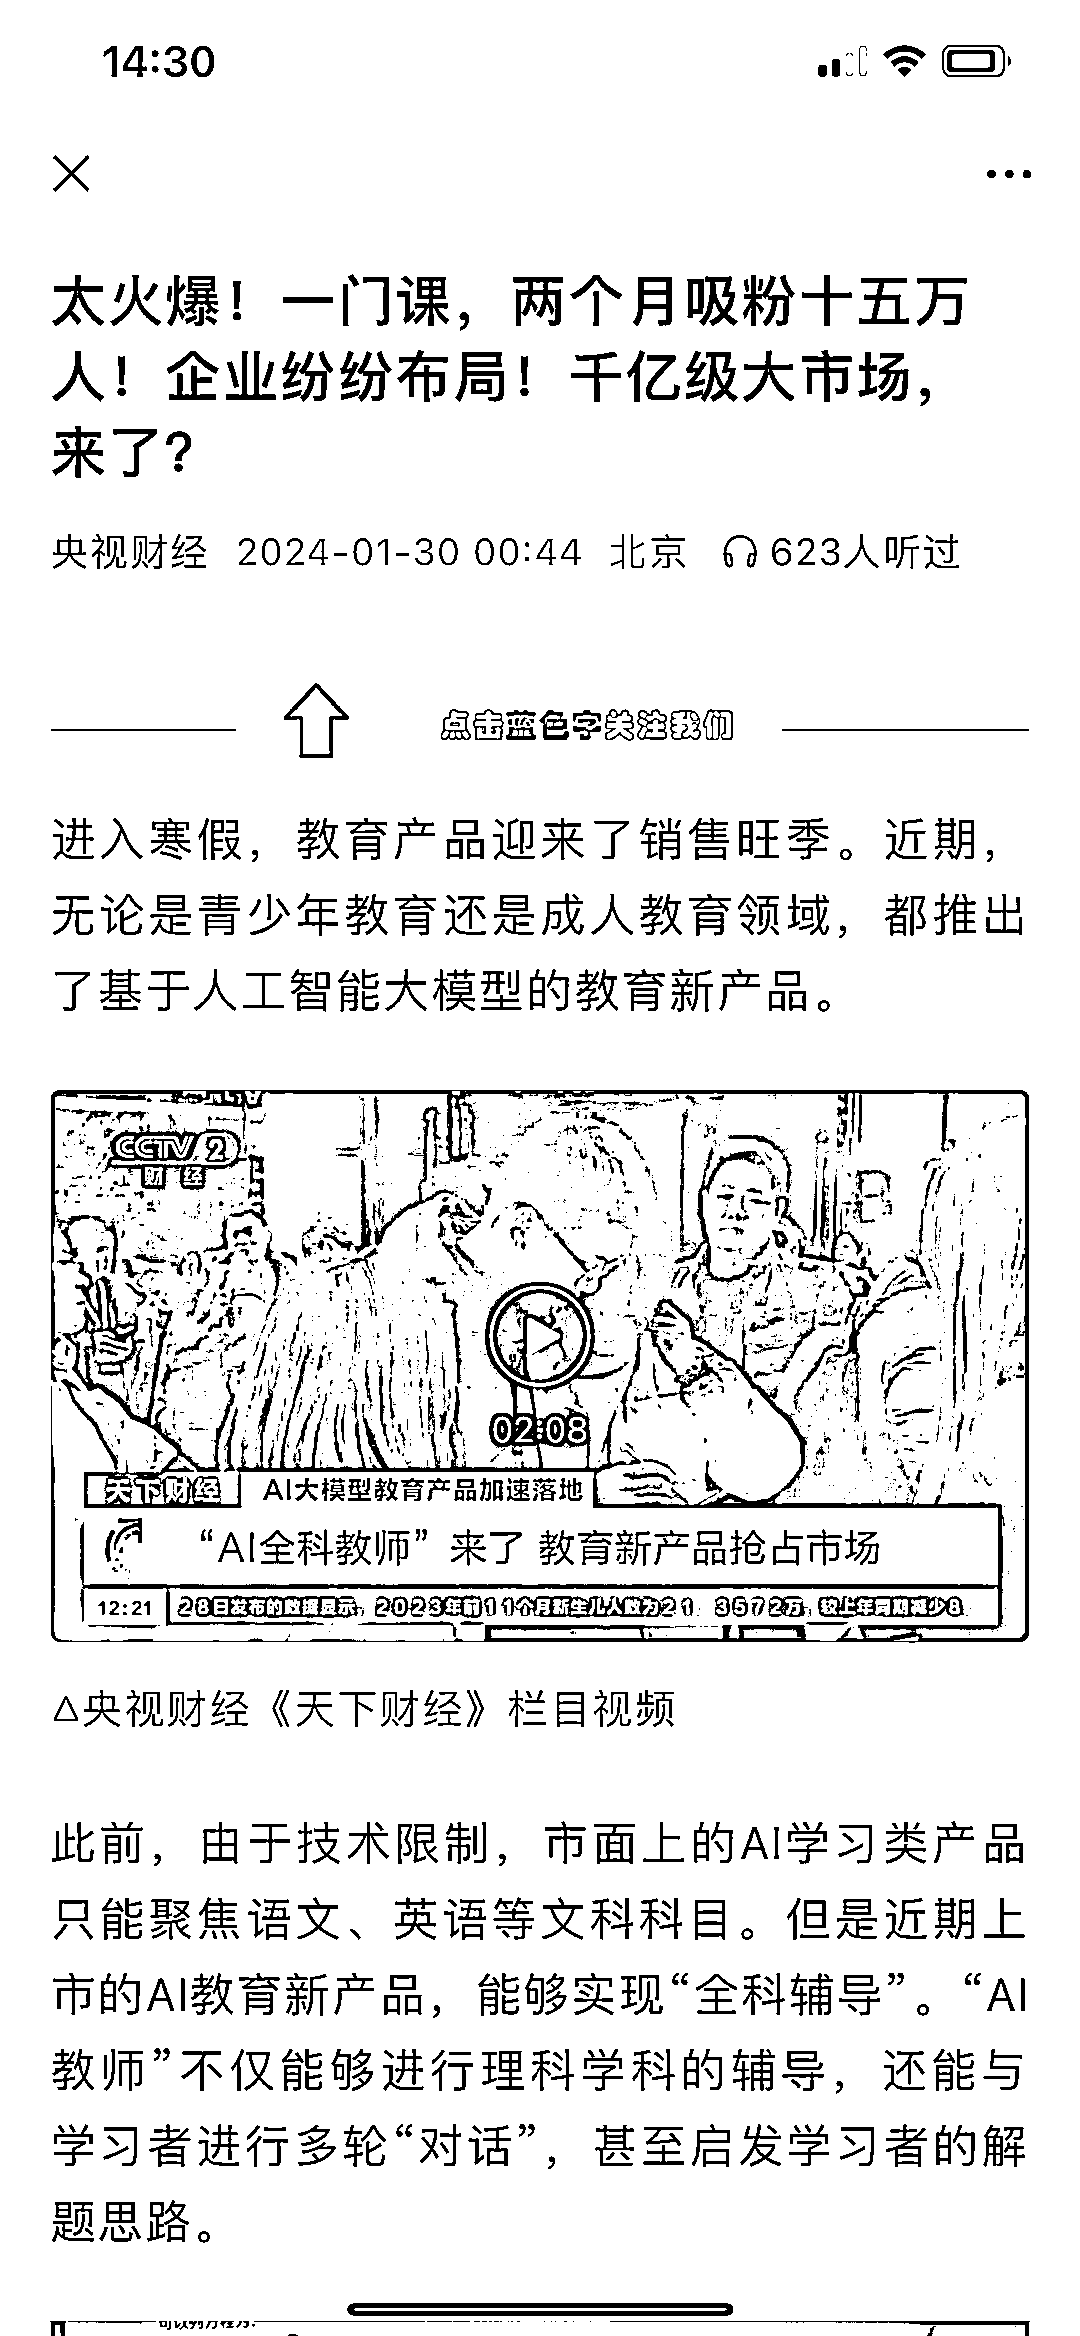 14:30
太火爆！一门课，两个月吸粉十五万
人！企业纷纷布局！千亿级大市场，
来了？
央视财经 2024-01-30 00:44 北京 623人听过
点击蓝色字关注我们
进入寒假，教育产品迎来了销售旺季。近期，
无论是青少年教育还是成人教育领域，都推出
了基于人工智能大模型的教育新产品。
CCTV 2
财经
02:08
天下财经 AI大模型教育产品加速落地
“AI全科教师”来了 教育新产品抢占市场
12:21 28日发布的数据显示，2023年前11个月新生儿人数为21 3572万，较上年同期减少8
△央视财经《天下财经》栏目视频
此前，由于技术限制，市面上的AI学习类产品
只能聚焦语文、英语等文科科目。但是近期上
市的AI教育新产品，能够实现“全科辅导”。“AI
教师”不仅能够进行理科学科的辅导，还能与
学习者进行多轮“对话”，甚至启发学习者的解
题思路。